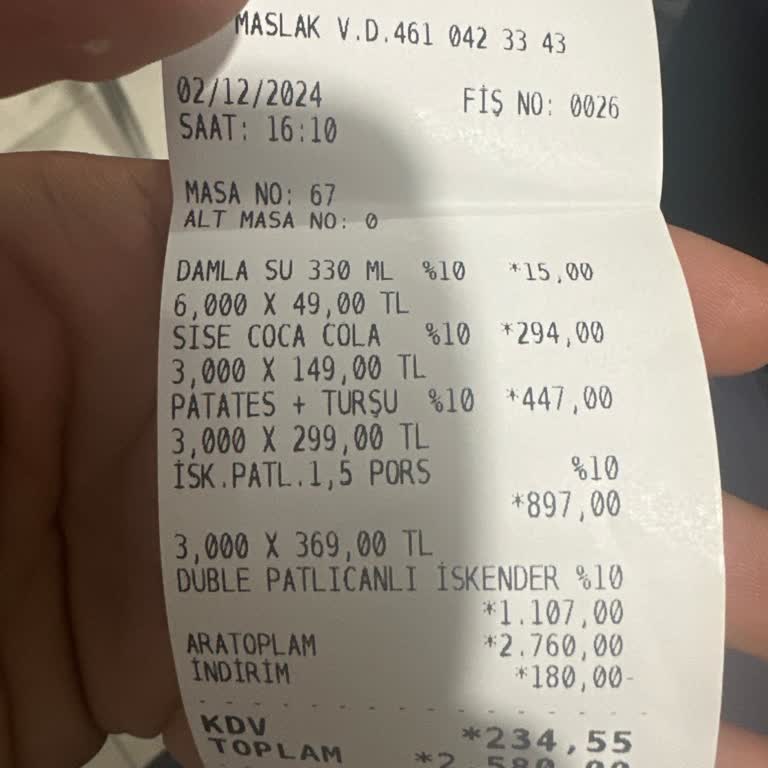 MASLAK V.D.461 042 33 43
02/12/2024 FİŞ NO: 0026
SAAT: 16:10
MASA NO: 67
ALT MASA NO: 0
DAMLA SU 330 ML %10 *15,00
6,000 X 49,00 TL
SISE COCA COLA %10 *294,00
3,000 X 149,00 TL
PATATES + TURŞU %10 *447,00
3,000 X 299,00 TL
İSK.PATL.1,5 PORS %10
*897,00
3,000 X 369,00 TL
DUBLE PATLICANLI İSKENDER %10
*1.107,00
ARATOPLAM *2.760,00
İNDİRİM *180,00-
KDV *234,55
TOPLAM *2.580,00